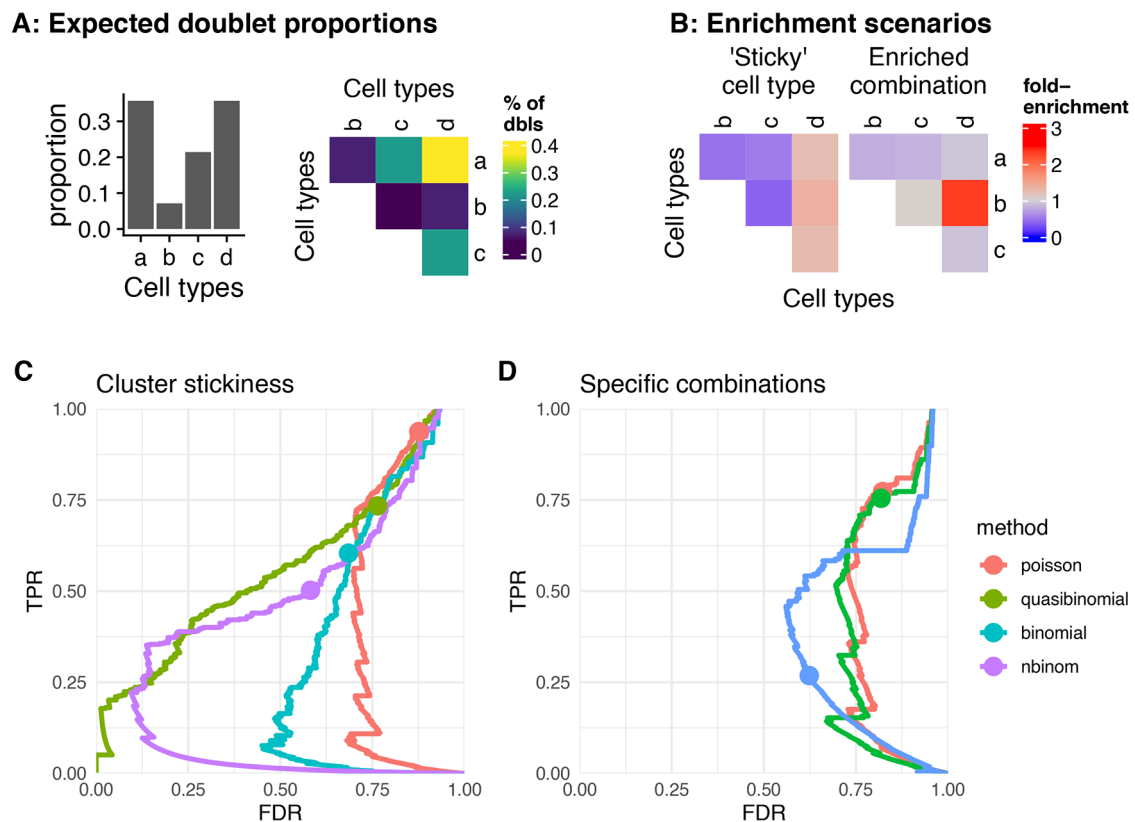 A: Expected doublet proportions
proportion
0.3
0.2
0.1
0.0
a b c d
Cell types
Cell types
b c d
Cell types
a
b
c
% of
dbls
0.4
0.3
0.2
0.1
0
B: Enrichment scenarios
'Sticky'
cell type
Enriched
combination
b c d
b c d
Cell types
a
b
c
Cell types
fold−
enrichment
3
2
1
0
C
Cluster stickiness
TPR
1.00
0.75
0.50
0.25
0.00
0.00 0.25 0.50 0.75 1.00
FDR
D
Specific combinations
TPR
1.00
0.75
0.50
0.25
0.00
0.00 0.25 0.50 0.75 1.00
FDR
method
poisson
quasibinomial
binomial
nbinom